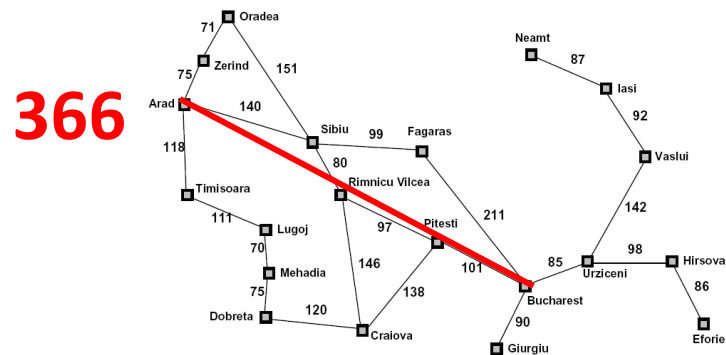 Oradea
71
Neamt
87
Zerind
151
75
Iasi
366
Arad
140
92
Sibiu
99
Fagaras
118
80
Vaslui
Timisoara
Rimnicu Vilcea
111
97
Pitesti
211
142
Lugoj
70
146
101
85
98
Hirsova
Mehadia
Urziceni
75
138
86
Bucharest
120
Dobreta
90
Craiova
Eforie
Giurgiu